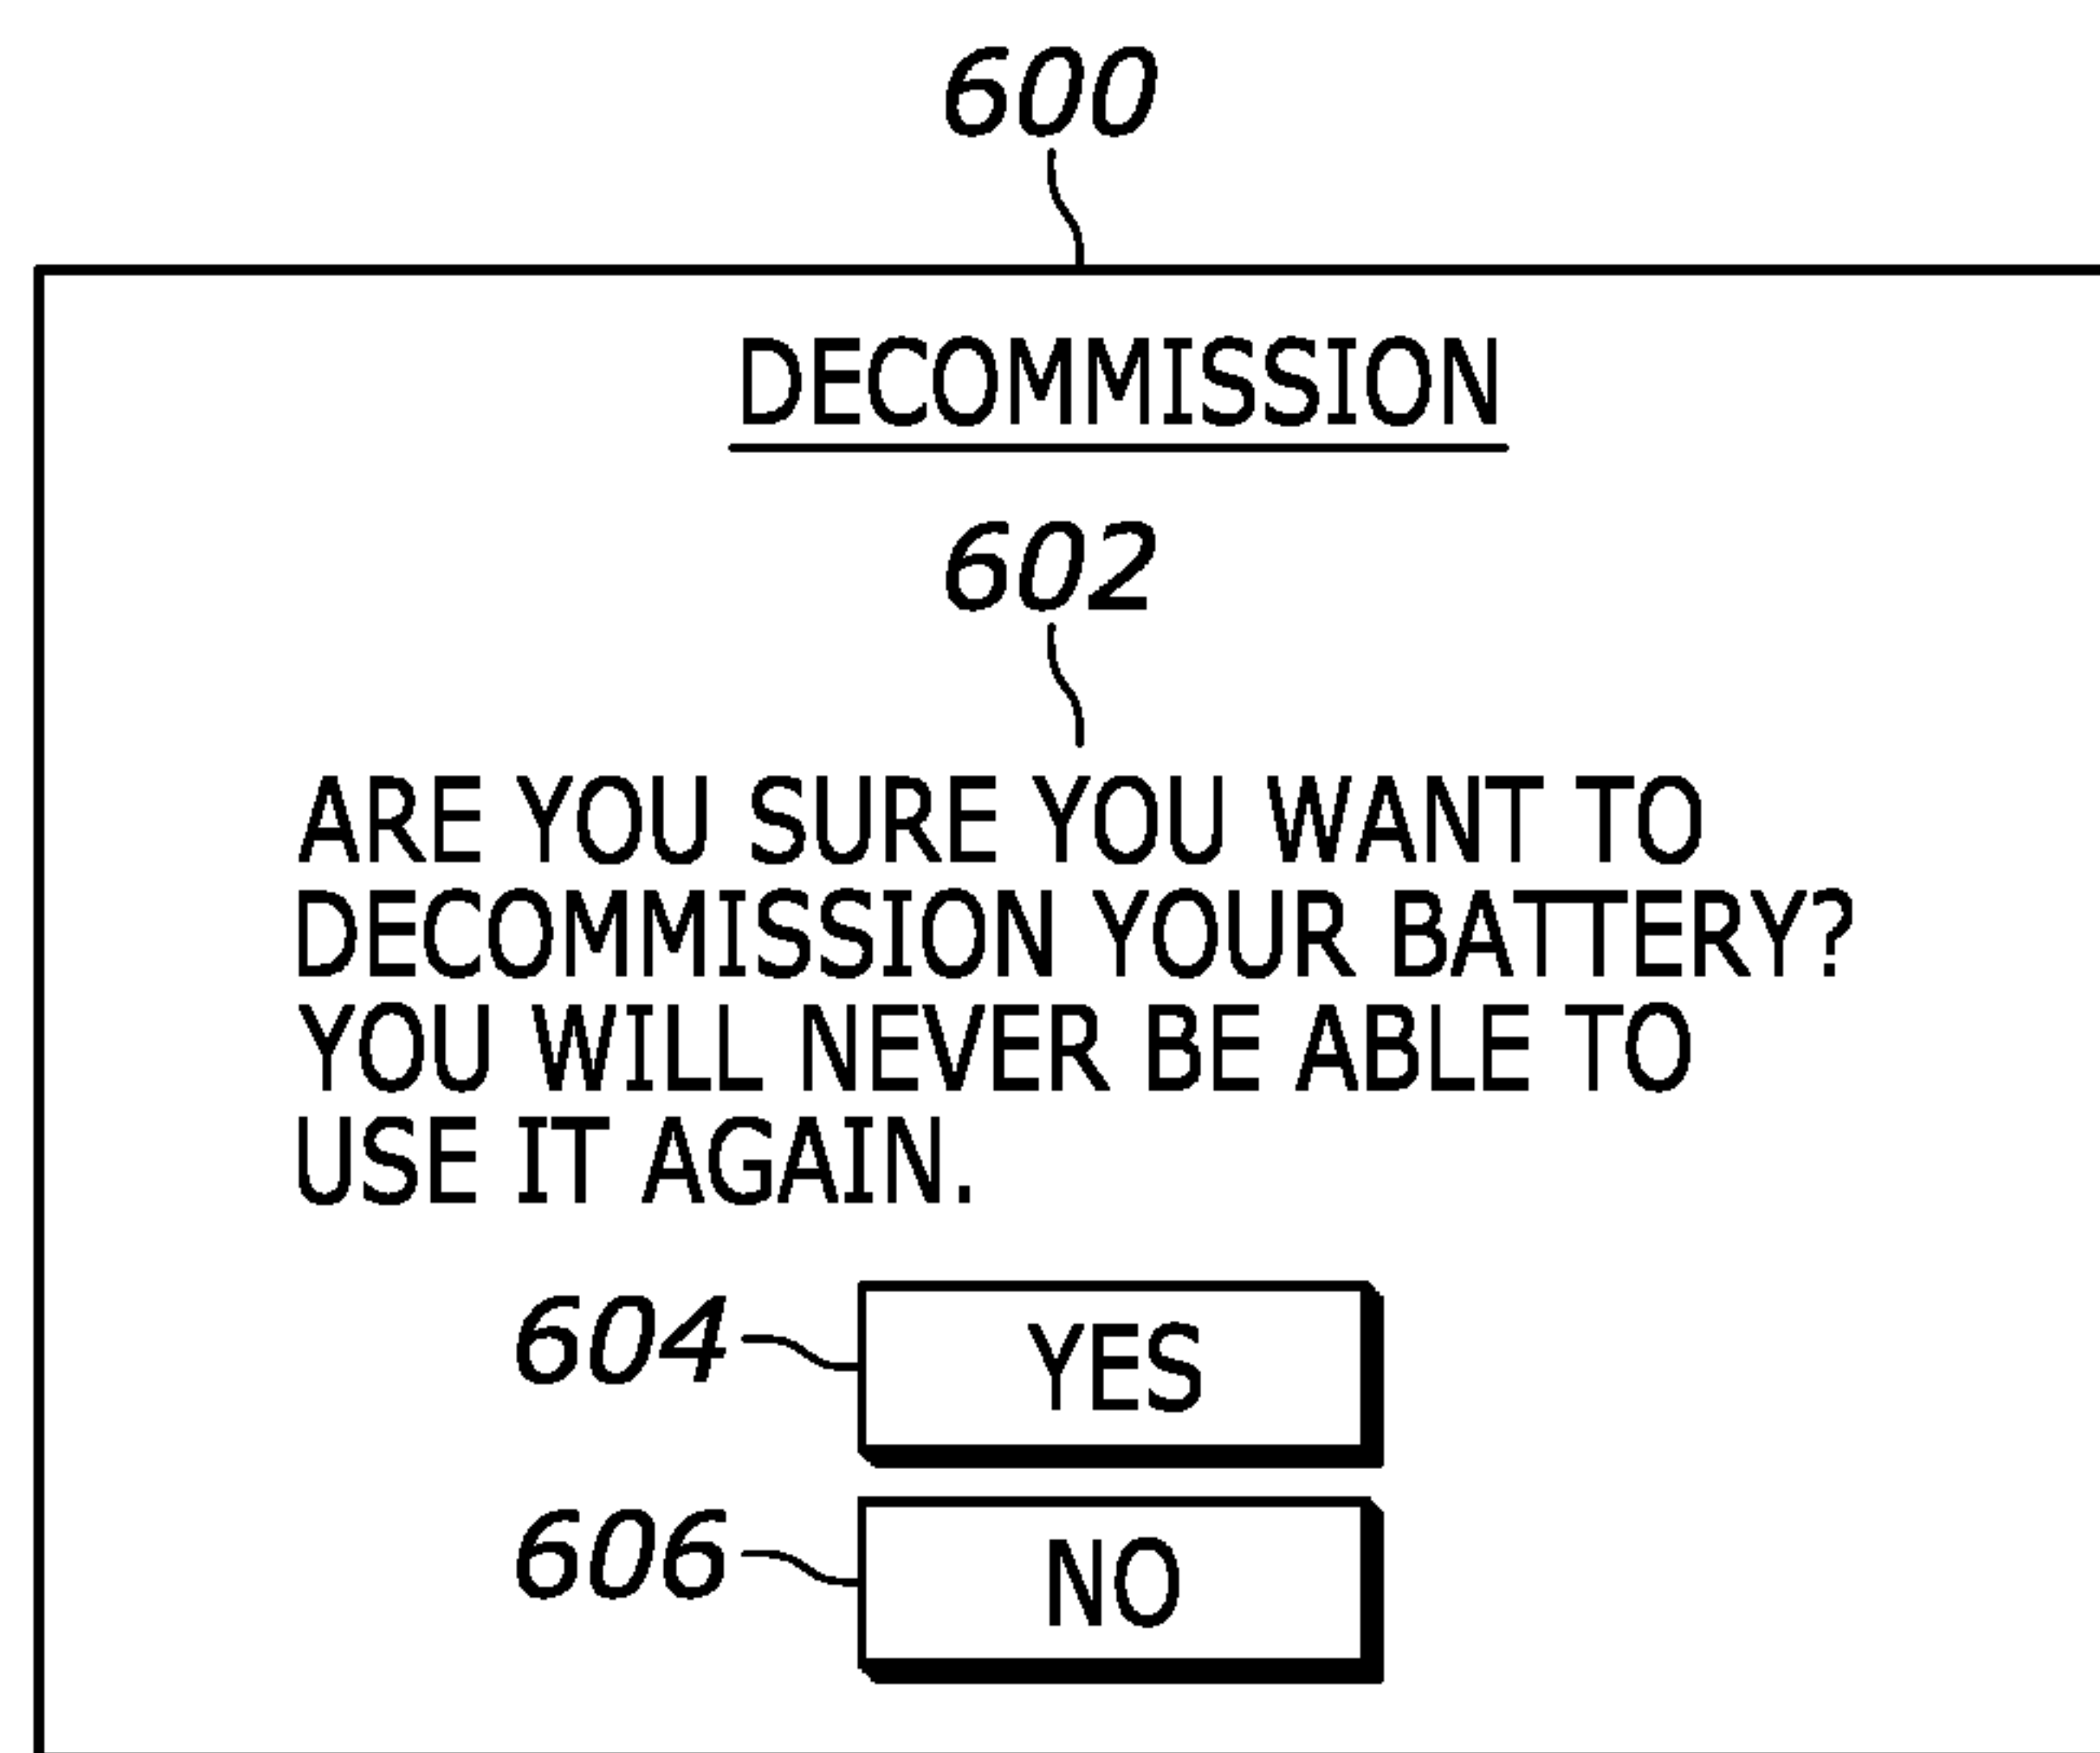 600
DECOMMISSION
602
ARE YOU SURE YOU WANT TO
DECOMMISSION YOUR BATTERY?
YOU WILL NEVER BE ABLE TO
USE IT AGAIN.
604 YES
606 NO